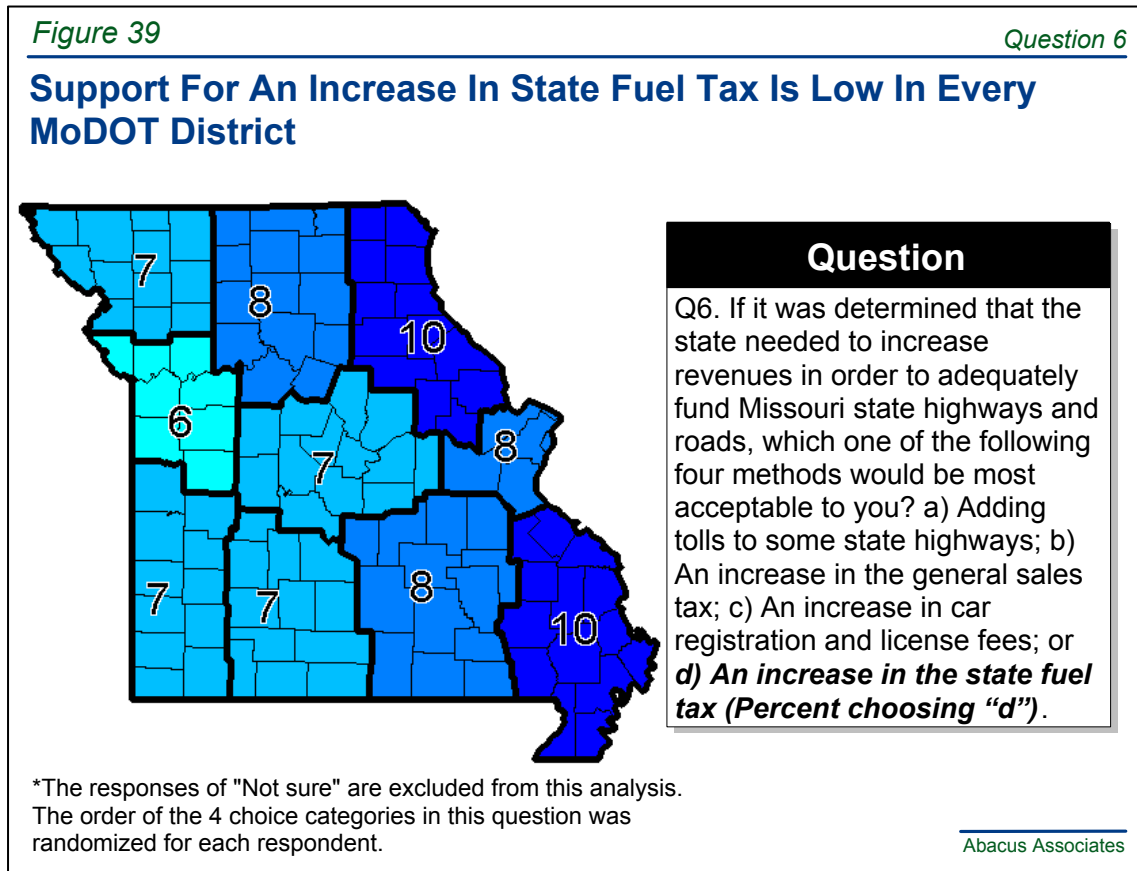 Figure 39
Question 6
Support For An Increase In State Fuel Tax Is Low In Every
MoDOT District
7
8
10
6
7
8
7
7
8
10
Question
Q6. If it was determined that the
state needed to increase
revenues in order to adequately
fund Missouri state highways and
roads, which one of the following
four methods would be most
acceptable to you? a) Adding
tolls to some state highways; b)
An increase in the general sales
tax; c) An increase in car
registration and license fees; or
d) An increase in the state fuel
tax (Percent choosing “d”).
*The responses of "Not sure" are excluded from this analysis.
The order of the 4 choice categories in this question was
randomized for each respondent.
Abacus Associates